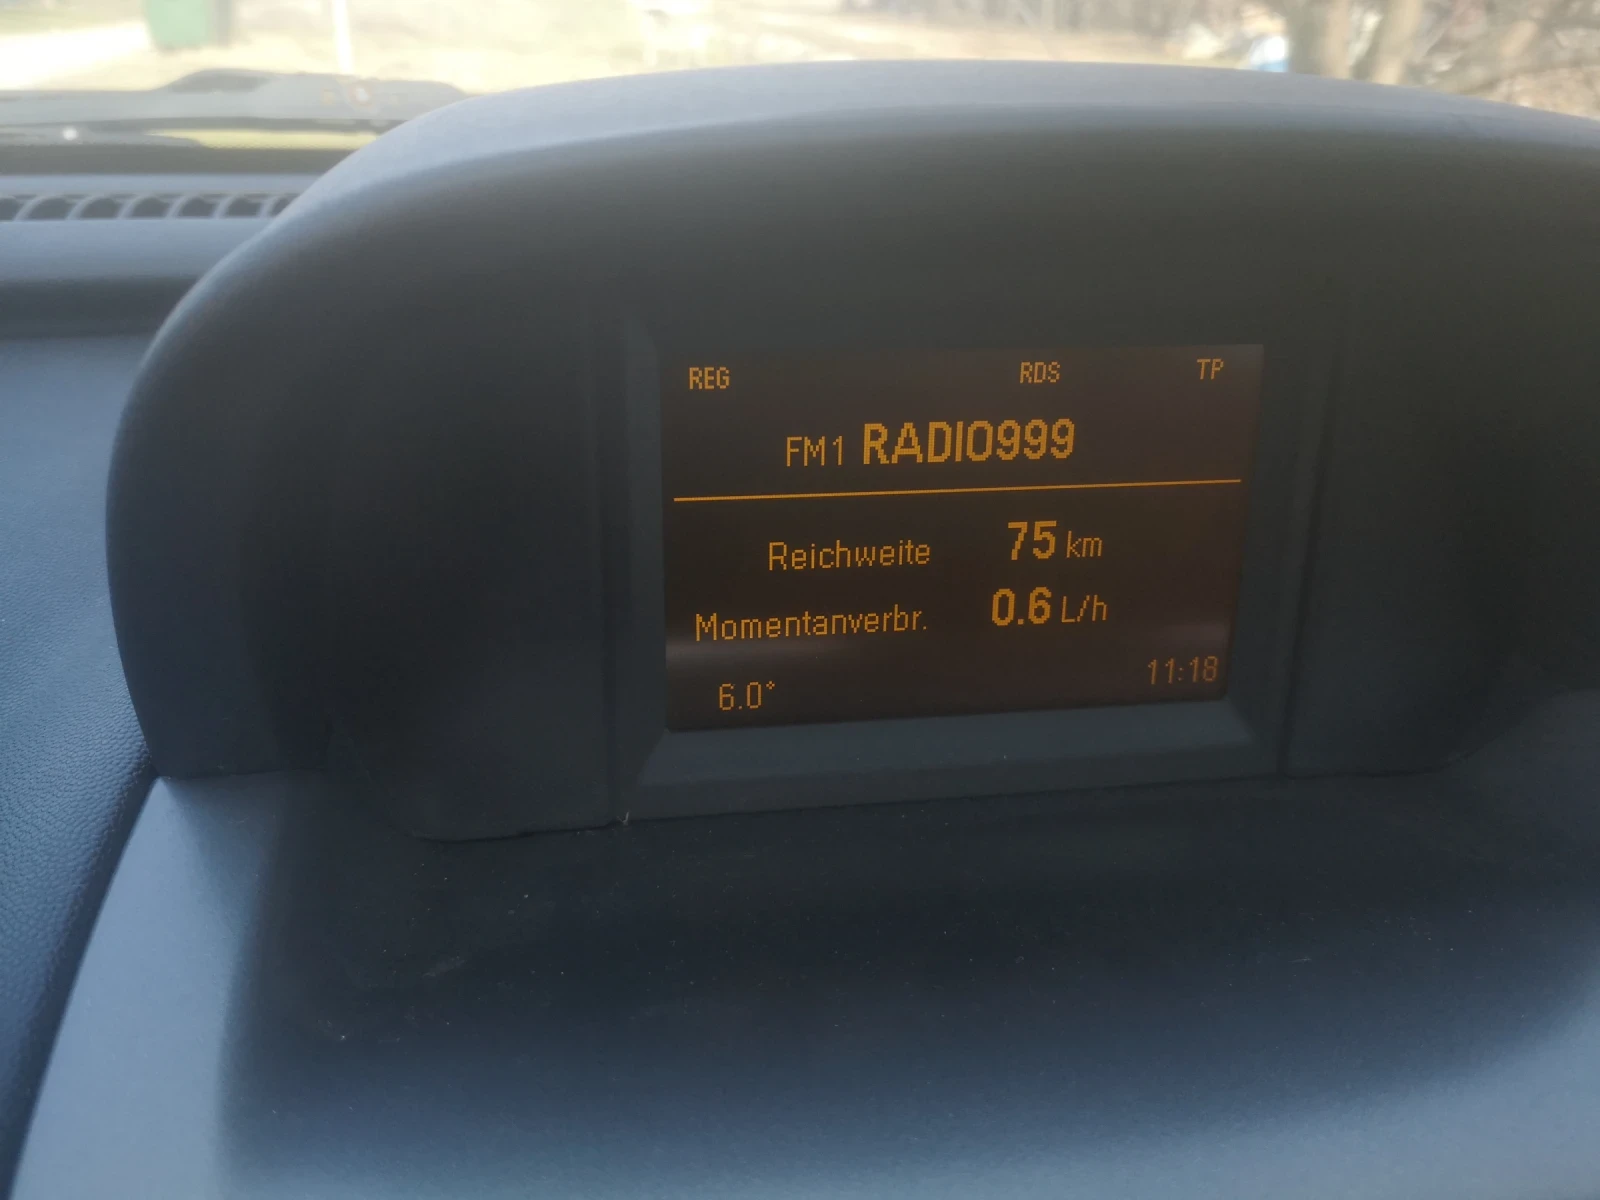 REG RDS TP
FM1 RADIO999
Reichweite 75 km
Momentanverbr. 0.6 L/h
6.0° 11:18